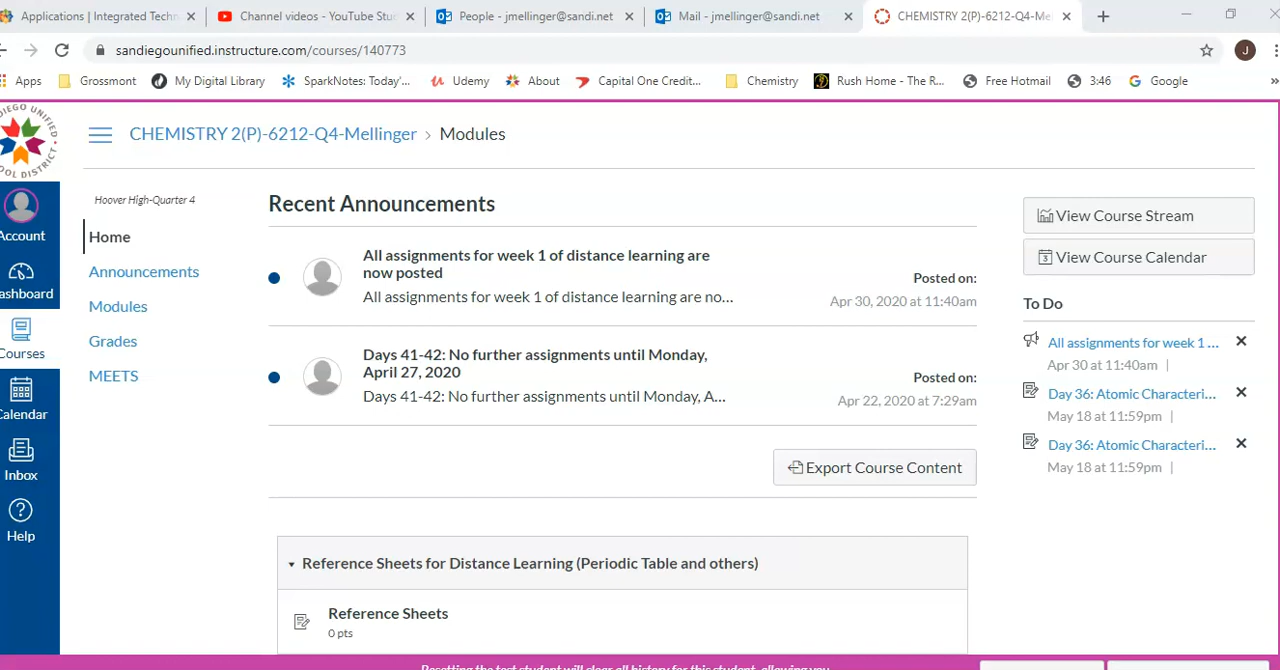 Applications | Integrated Techn
Channel videos - YouTube Stu
People - jmellinger@sandi.net
Mail - jmellinger@sandi.net
CHEMISTRY 2(P)-6212-Q4-Me
sandiegounified.instructure.com/courses/140773
J
Apps
Grossmont
My Digital Library
SparkNotes: Today'...
Udemy
About
Capital One Credit...
Chemistry
Rush Home - The R...
Free Hotmail
3:46
Google
DIEGO UNIFIED
OOL DISTRICT
CHEMISTRY 2(P)-6212-Q4-Mellinger › Modules
Account
ashboard
Courses
Calendar
Inbox
Help
Hoover High-Quarter 4
Home
Announcements
Modules
Grades
MEETS
Recent Announcements
All assignments for week 1 of distance learning are
now posted
All assignments for week 1 of distance learning are no...
Posted on:
Apr 30, 2020 at 11:40am
Days 41-42: No further assignments until Monday,
April 27, 2020
Days 41-42: No further assignments until Monday, A...
Posted on:
Apr 22, 2020 at 7:29am
Export Course Content
Reference Sheets for Distance Learning (Periodic Table and others)
Reference Sheets
0 pts
View Course Stream
View Course Calendar
To Do
All assignments for week 1 ...
Apr 30 at 11:40am |
Day 36: Atomic Characteri...
May 18 at 11:59pm |
Day 36: Atomic Characteri...
May 18 at 11:59pm |
Resetting the test student will clear all history for this student, allowing you